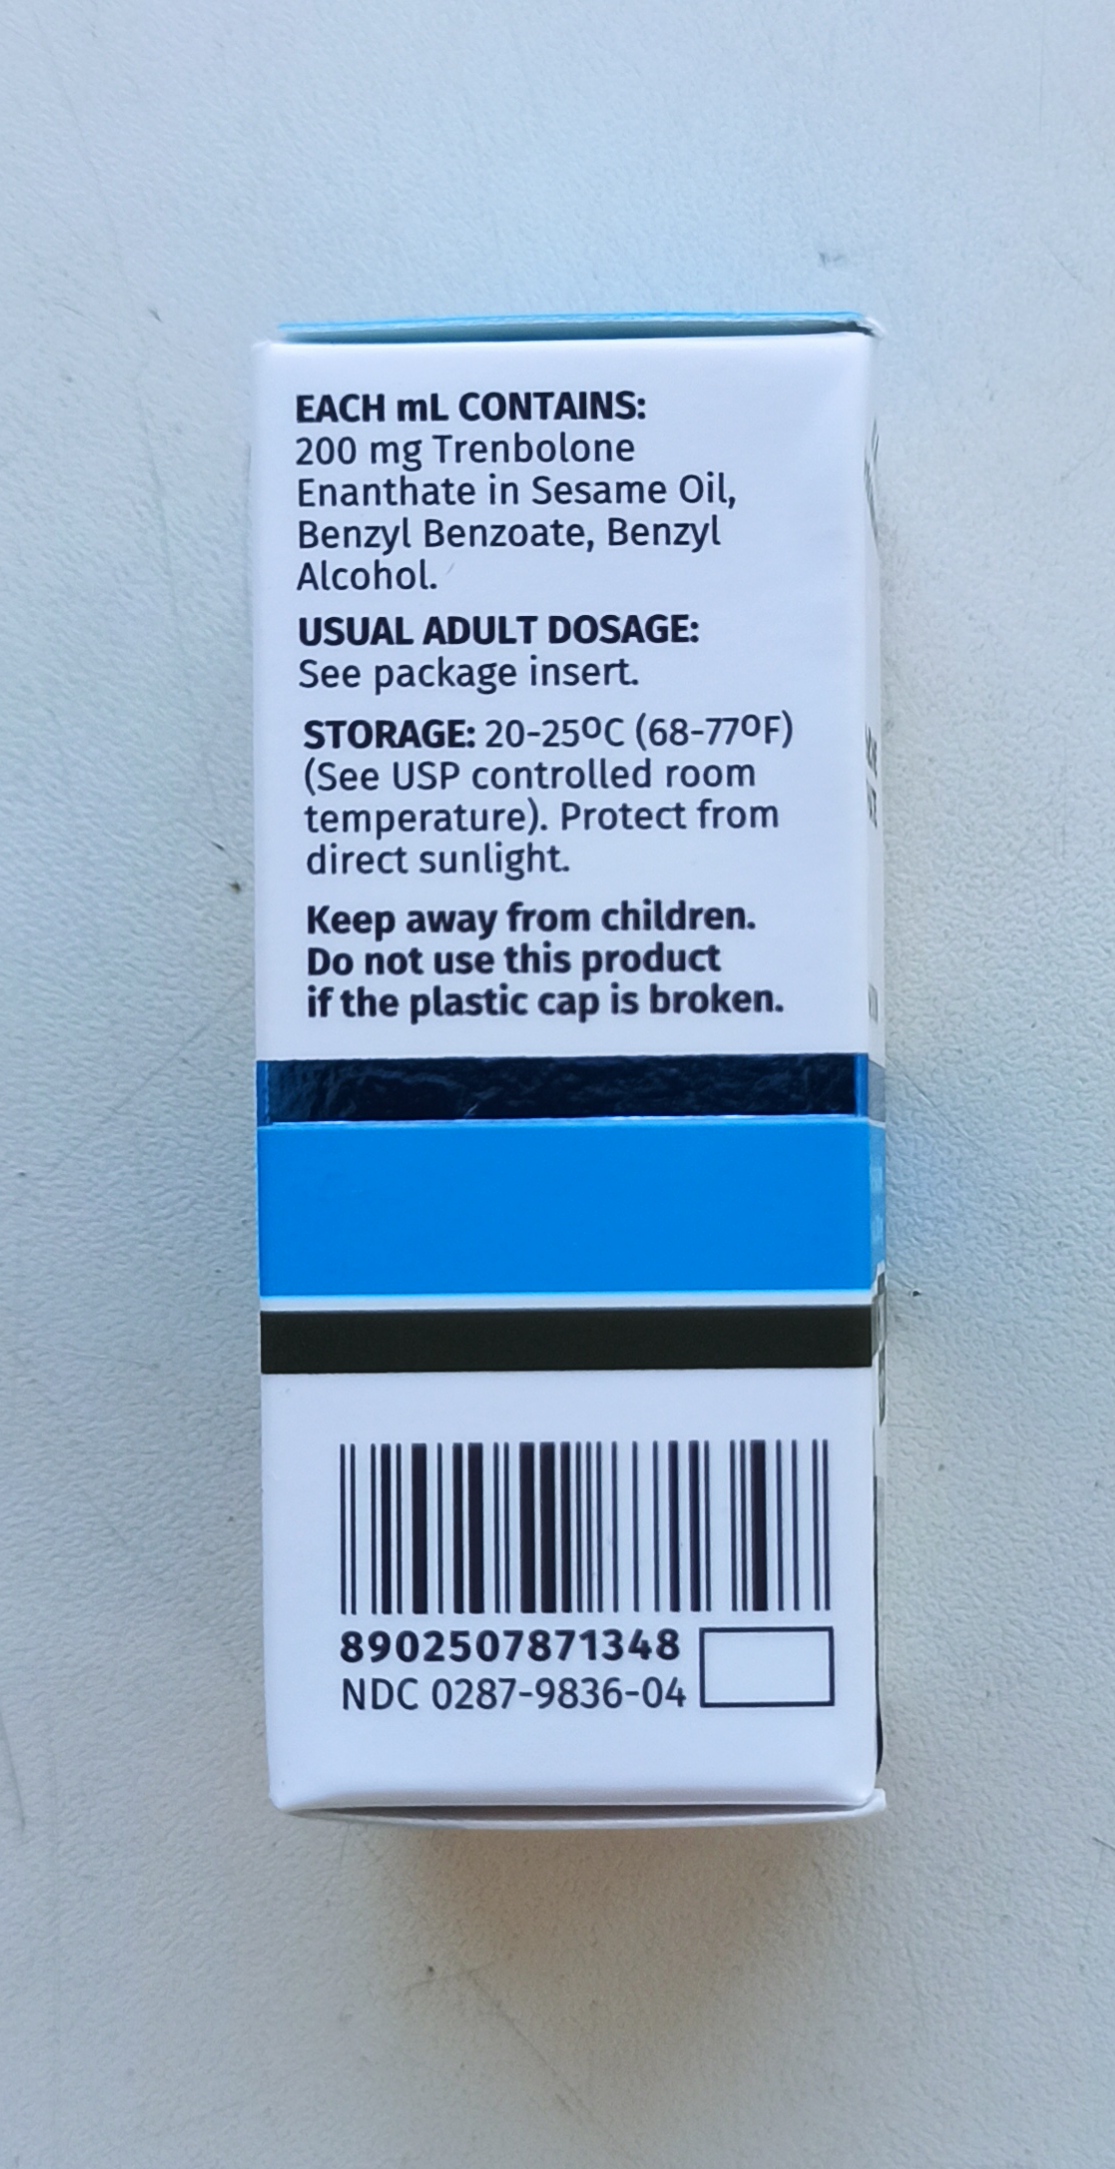 EACH mL CONTAINS:
200 mg Trenbolone
Enanthate in Sesame Oil,
Benzyl Benzoate, Benzyl
Alcohol.
USUAL ADULT DOSAGE:
See package insert.
STORAGE: 20-25ºC (68-77ºF)
(See USP controlled room
temperature). Protect from
direct sunlight.
Keep away from children.
Do not use this product
if the plastic cap is broken.
8902507871348
NDC 0287-9836-04